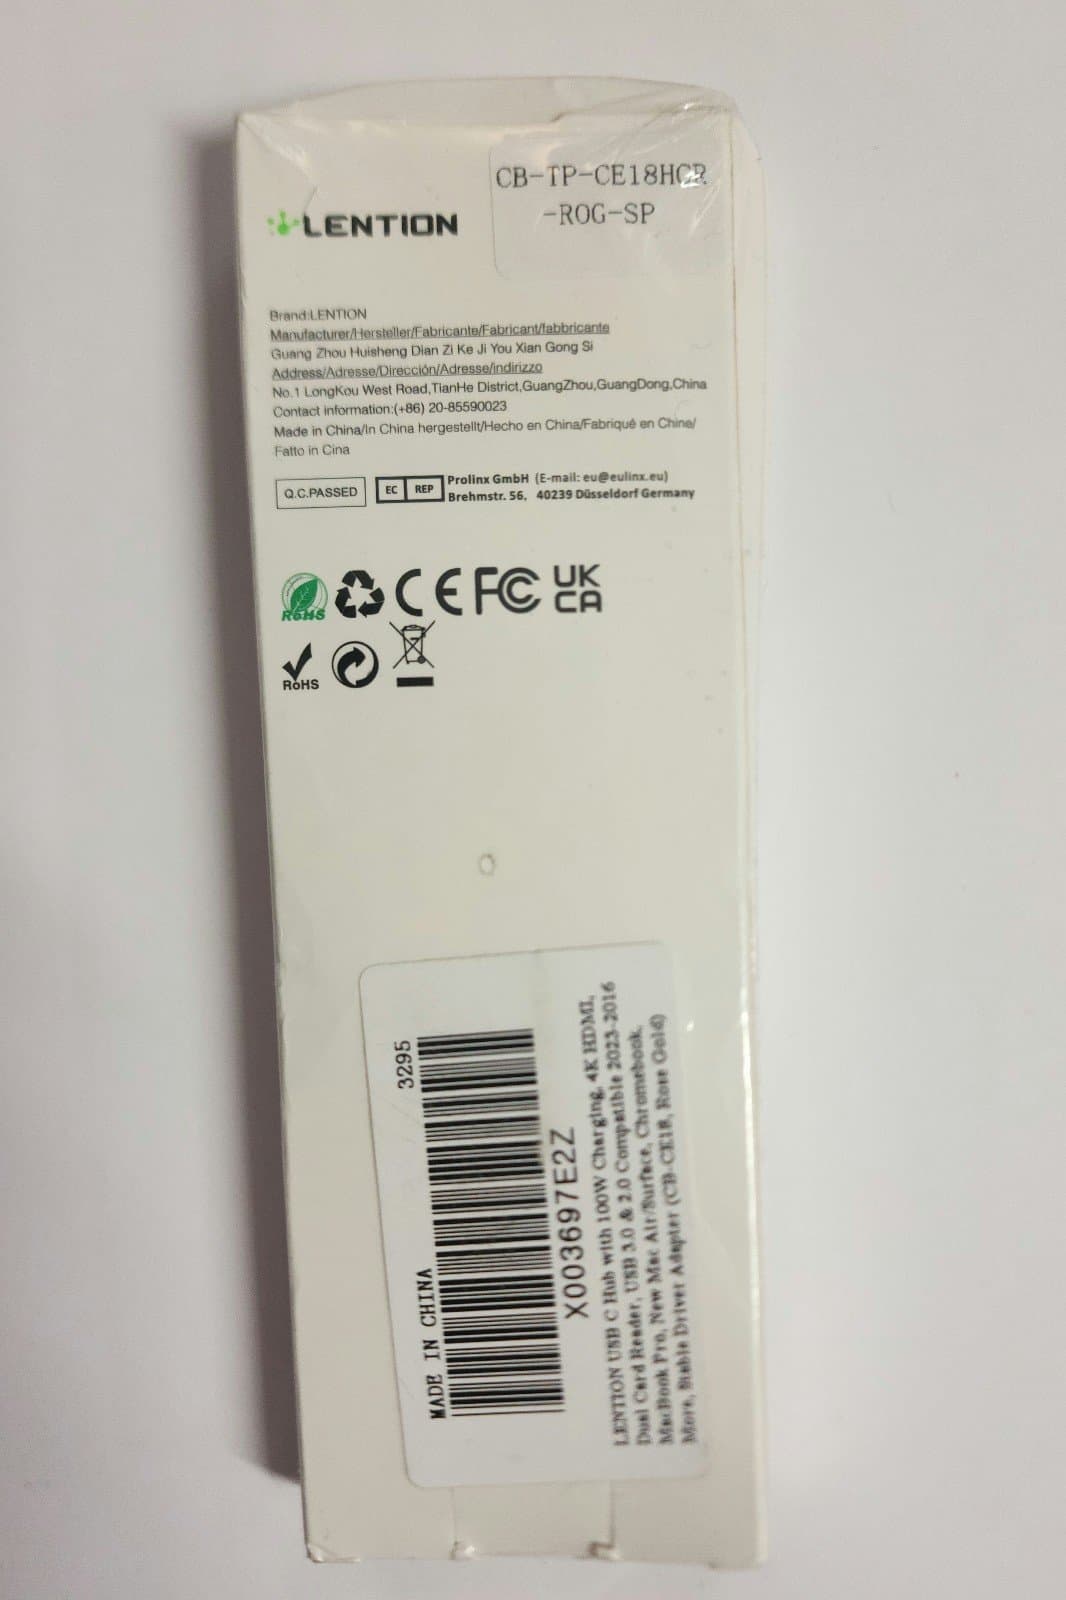 CB-TP-CE18HCR
-ROG-SP
LENTION
Brand:LENTION
Manufacturer/Hersteller/Fabricante/Fabricant/fabbricante
Guang Zhou Huisheng Dian Zi Ke Ji You Xian Gong Si
Address/Adresse/Dirección/Adresse/indirizzo
No.1 LongKou West Road,TianHe District,GuangZhou,GuangDong,China
Contact information:(+86) 20-85590023
Made in China/In China hergestellt/Hecho en China/Fabriqué en Chine/
Fatto in Cina
Q.C.PASSED
EC REP
Prolinx GmbH (E-mail: eu@eulinx.eu)
Brehmstr. 56, 40239 Düsseldorf Germany
RoHS CE FC UK
CA
RoHS
3295
MADE IN CHINA
X003697E2Z
LENTION USB C Hub with 100W Charging, 4K HDMI,
Dual Card Reader, USB 3.0 & 2.0 Compatible 2023-2016
MacBook Pro, New Mac Air/Surface, Chromebook,
More, Stable Driver Adapter (CB-CE18, Rose Gold)